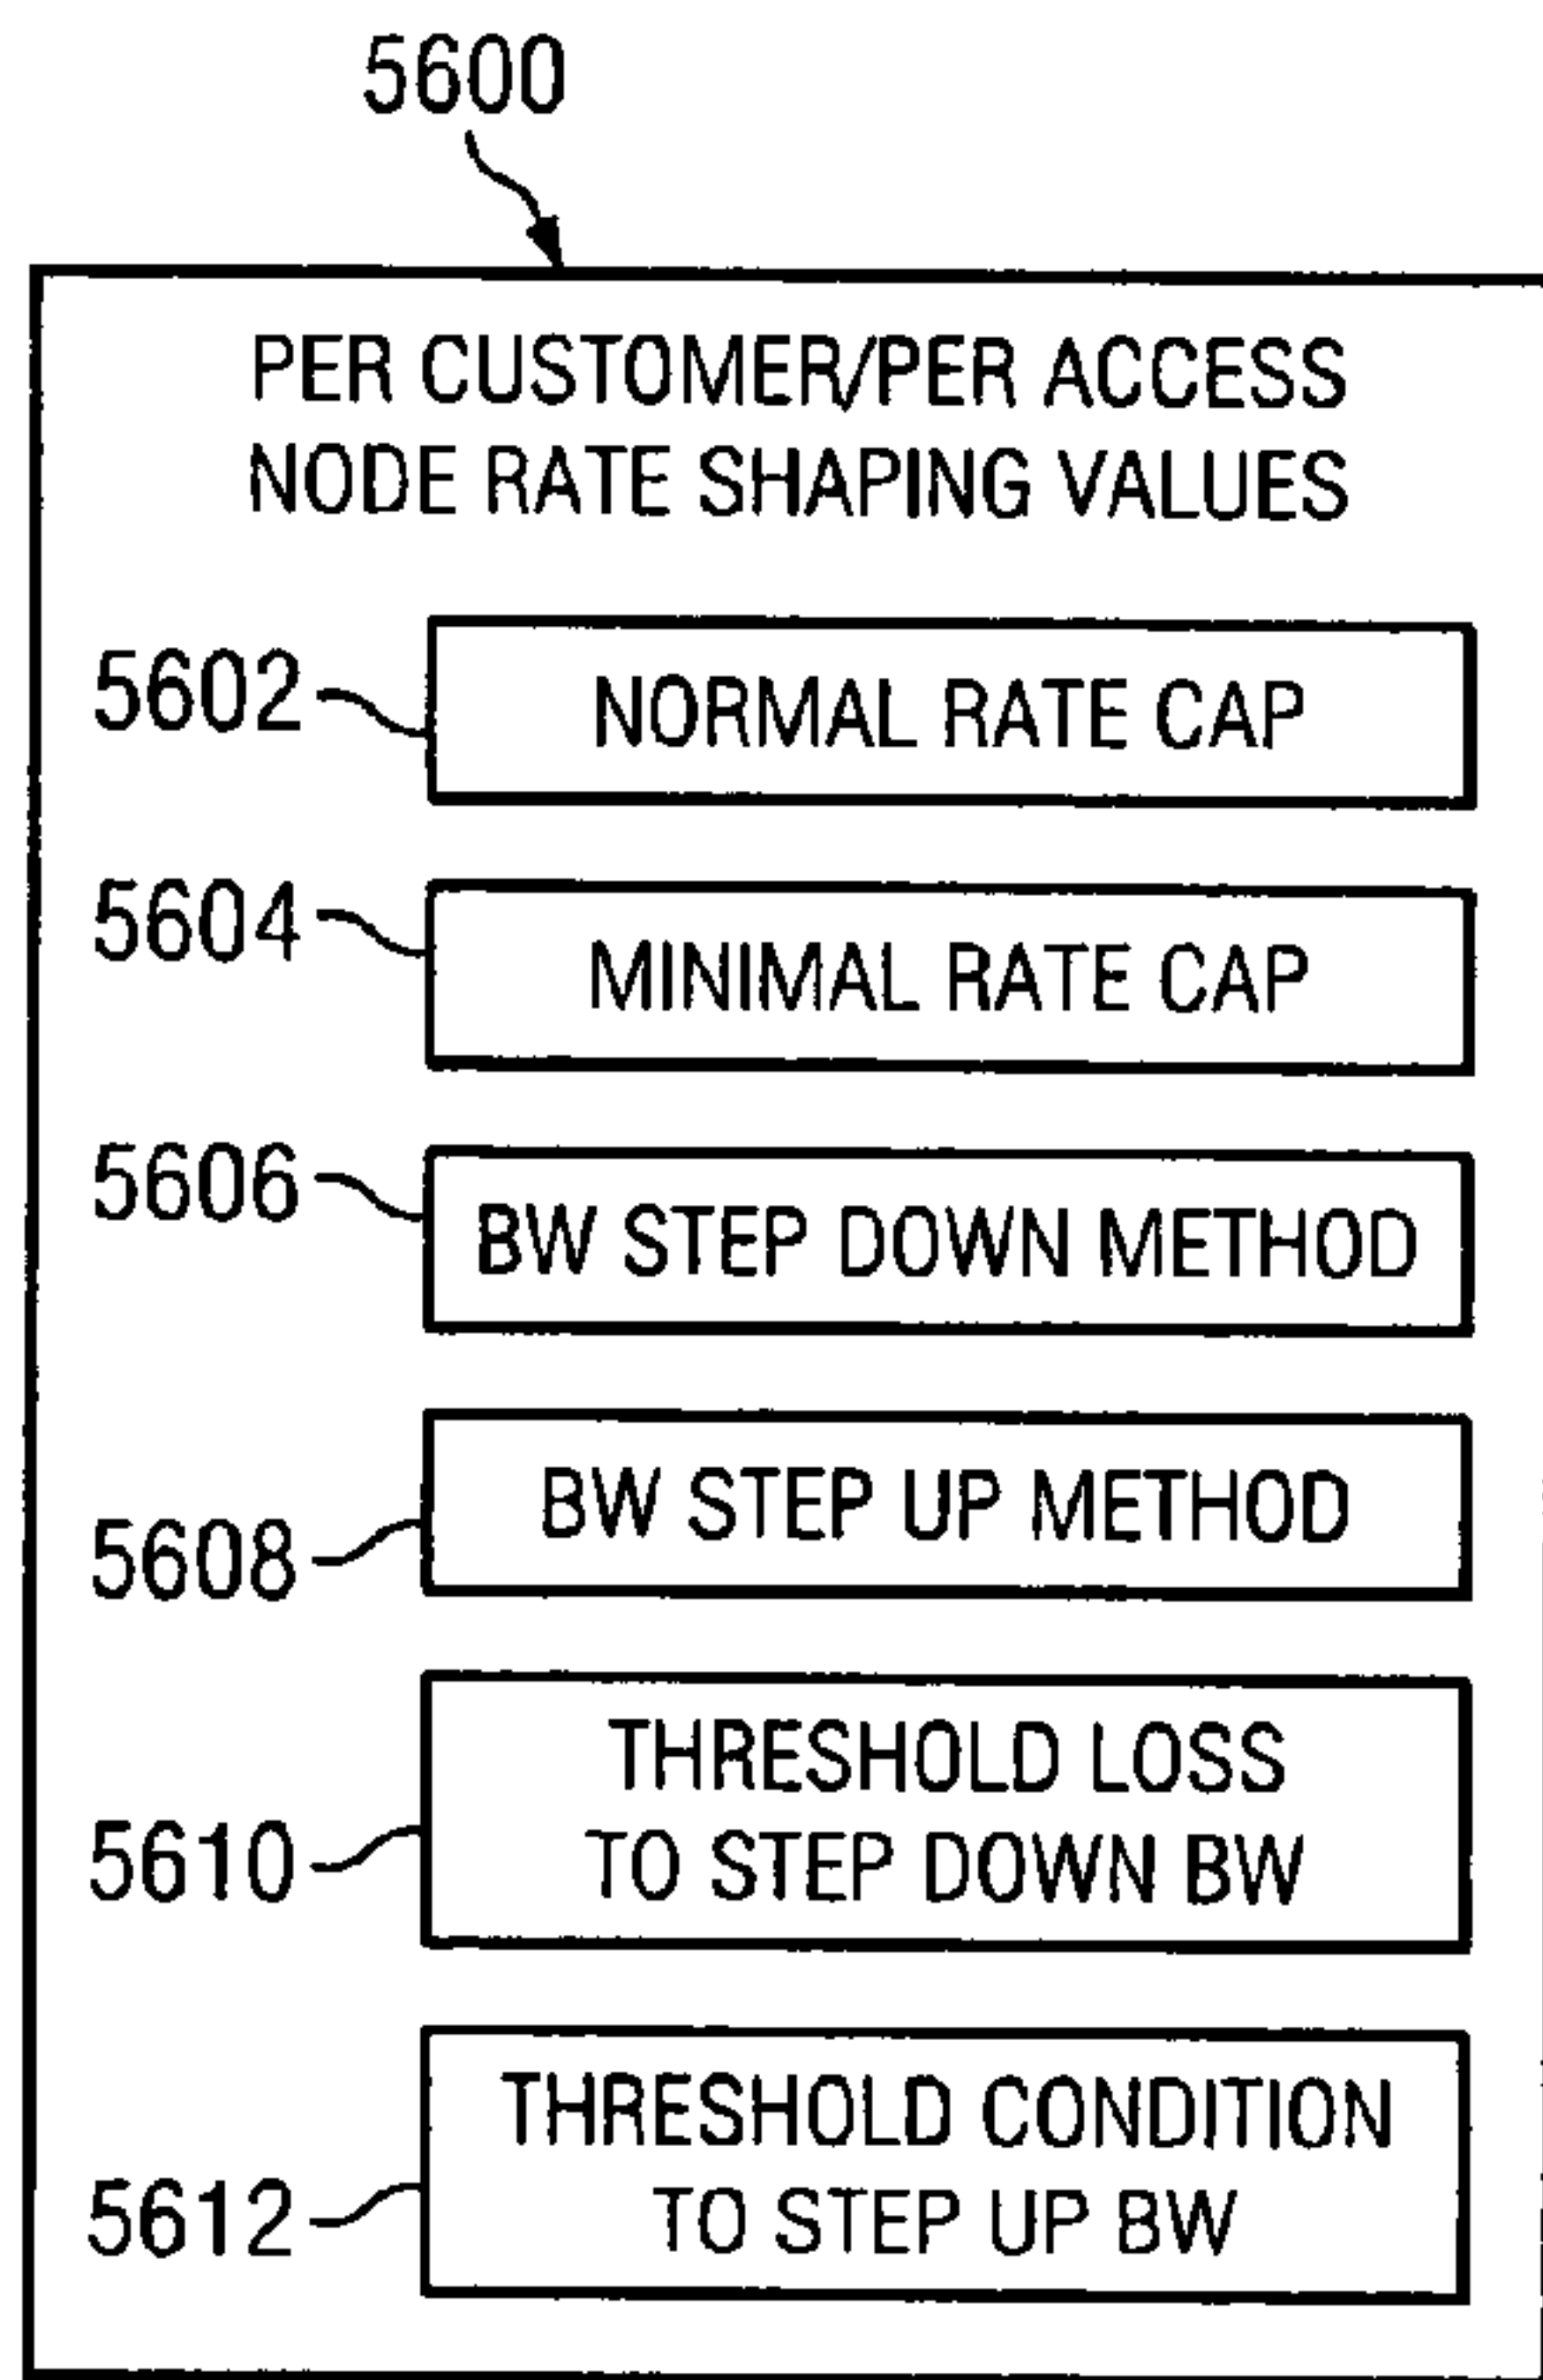 5600
PER CUSTOMER/PER ACCESS
NODE RATE SHAPING VALUES
5602
NORMAL RATE CAP
5604
MINIMAL RATE CAP
5606
BW STEP DOWN METHOD
5608
BW STEP UP METHOD
5610
THRESHOLD LOSS
TO STEP DOWN BW
5612
THRESHOLD CONDITION
TO STEP UP BW